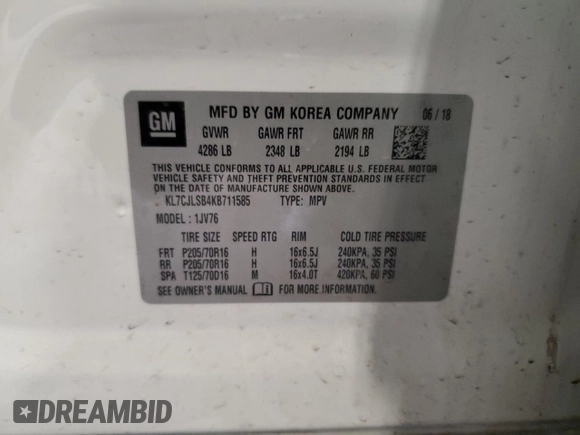 GM
MFD BY GM KOREA COMPANY 06 / 18
GVWR GAWR FRT GAWR RR
4286 LB 2348 LB 2194 LB
THIS VEHICLE CONFORMS TO ALL APPLICABLE U.S. FEDERAL MOTOR
VEHICLE SAFETY AND THEFT PREVENTION STANDARDS IN EFFECT ON
THE DATE OF MANUFACTURE SHOWN ABOVE.
KL7CJLSB4KB711585 TYPE: MPV
MODEL : 1JV76
TIRE SIZE SPEED RTG RIM COLD TIRE PRESSURE
FRT P205/70R16 H 16x6.5J 240KPA, 35 PSI
RR P205/70R16 H 16x6.5J 240KPA, 35 PSI
SPA T125/70D16 M 16x4.0T 420KPA, 60 PSI
SEE OWNER'S MANUAL FOR MORE INFORMATION.
DREAMBID